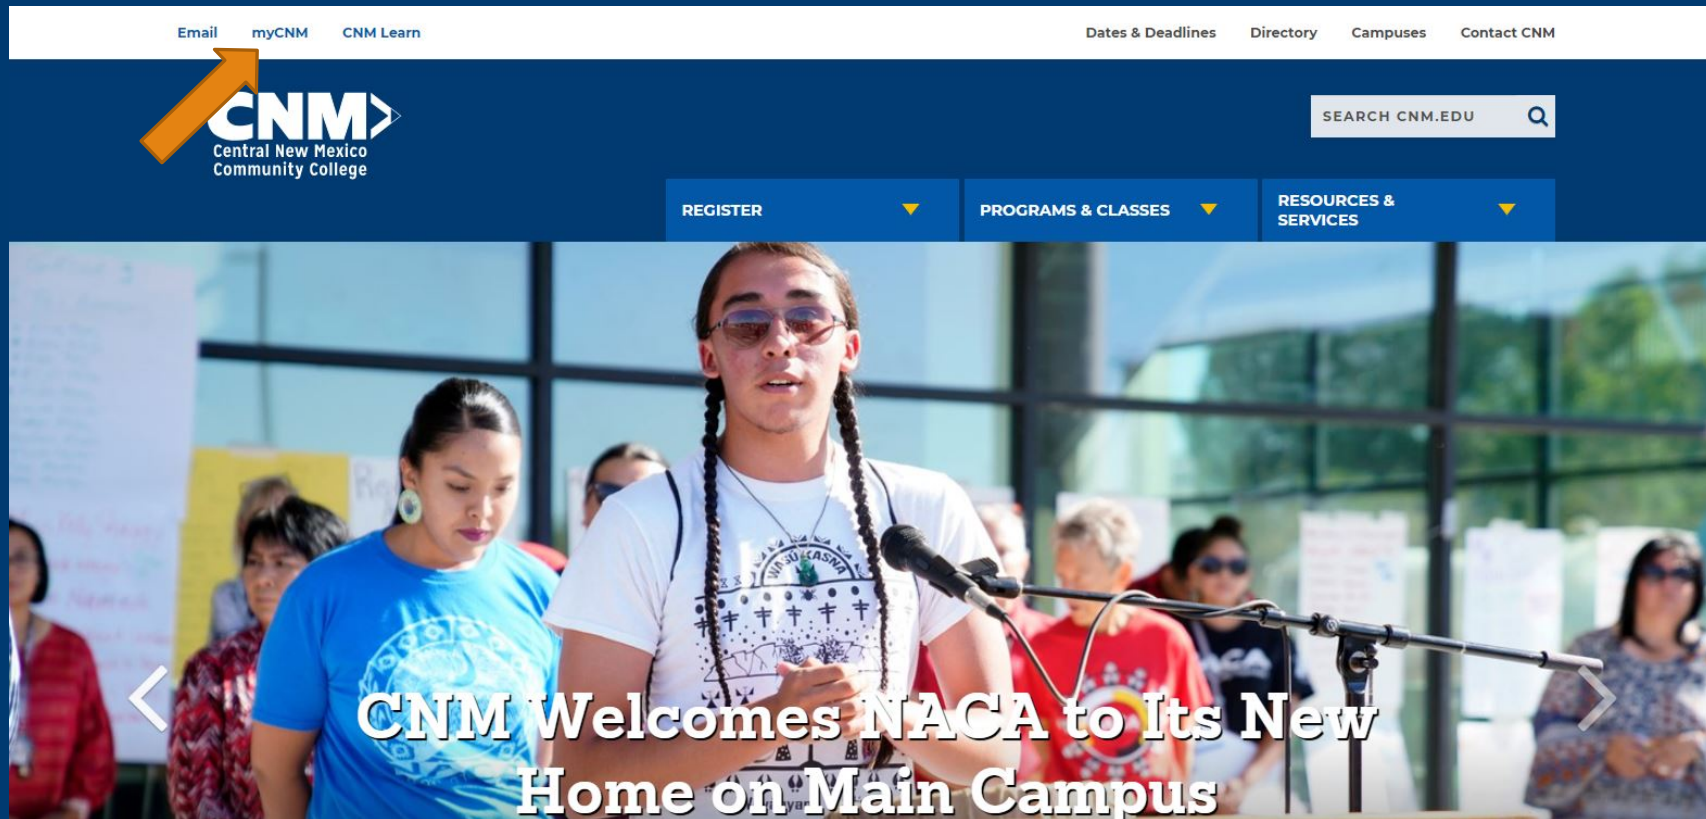 Email myCNM CNM Learn Dates & Deadlines Directory Campuses Contact CNM
CNM
Central New Mexico
Community College
SEARCH CNM.EDU
REGISTER
PROGRAMS & CLASSES
RESOURCES &
SERVICES
WASÚKASNA
CNM Welcomes NACA to Its New
Home on Main Campus